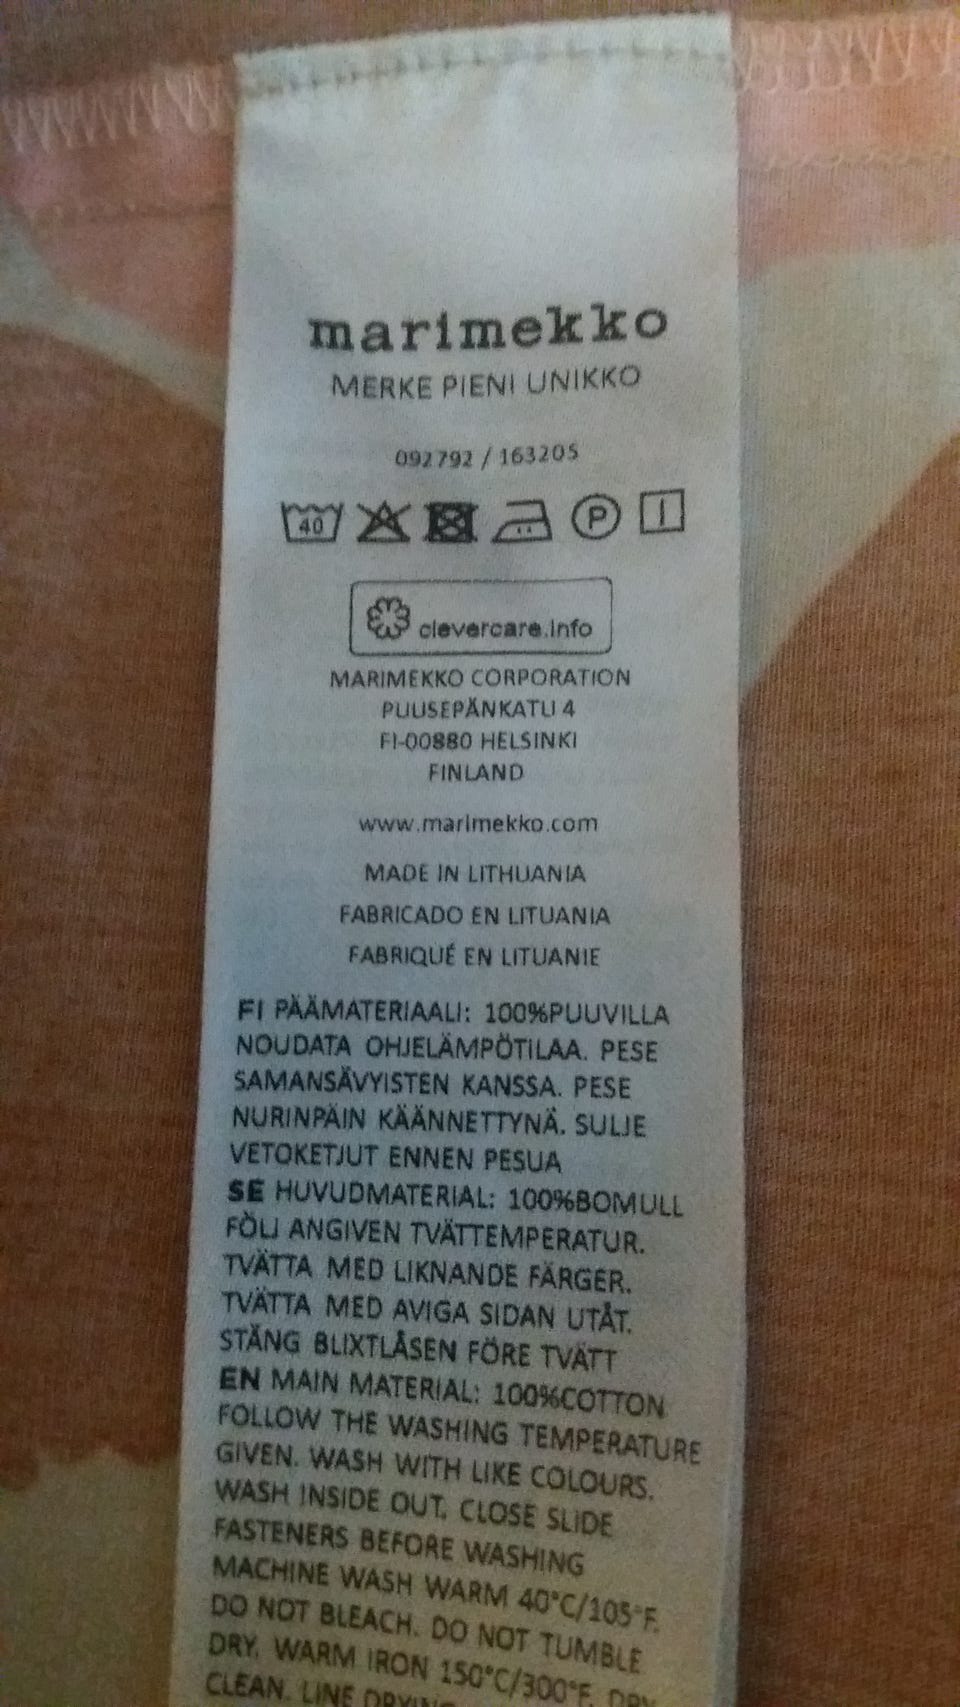 marimekko
MERKE PIENI UNIKKO
092792 / 163205
40 P
clevercare.info
MARIMEKKO CORPORATION
PUUSEPÄNKATU 4
FI-00880 HELSINKI
FINLAND
www.marimekko.com
MADE IN LITHUANIA
FABRICADO EN LITUANIA
FABRIQUÉ EN LITUANIE
FI PÄÄMATERIAALI: 100%PUUVILLA
NOUDATA OHJELÄMPÖTILAA. PESE
SAMANSÄVYISTEN KANSSA. PESE
NURINPÄIN KÄÄNNETTYNÄ. SULJE
VETOKETJUT ENNEN PESUA
SE HUVUDMATERIAL: 100%BOMULL
FÖLJ ANGIVEN TVÄTTEMPERATUR.
TVÄTTA MED LIKNANDE FÄRGER.
TVÄTTA MED AVIGA SIDAN UTÅT.
STÄNG BLIXTLÅSEN FÖRE TVÄTT
EN MAIN MATERIAL: 100%COTTON
FOLLOW THE WASHING TEMPERATURE
GIVEN. WASH WITH LIKE COLOURS.
WASH INSIDE OUT. CLOSE SLIDE
FASTENERS BEFORE WASHING
MACHINE WASH WARM 40°C/105°F.
DO NOT BLEACH. DO NOT TUMBLE
DRY. WARM IRON 150°C/300°F. DRY
CLEAN. LINE DRYING